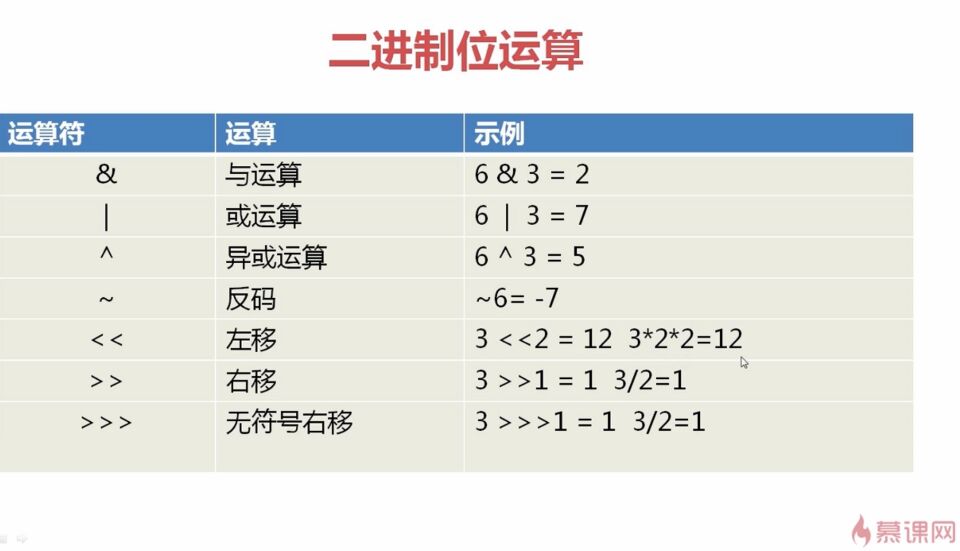 二进制位运算
运算符 运算 示例
& 与运算 6 & 3 = 2
| 或运算 6 | 3 = 7
^ 异或运算 6 ^ 3 = 5
~ 反码 ~6= -7
<< 左移 3 <<2 = 12 3*2*2=12
>> 右移 3 >>1 = 1 3/2=1
>>> 无符号右移 3 >>>1 = 1 3/2=1
慕课网